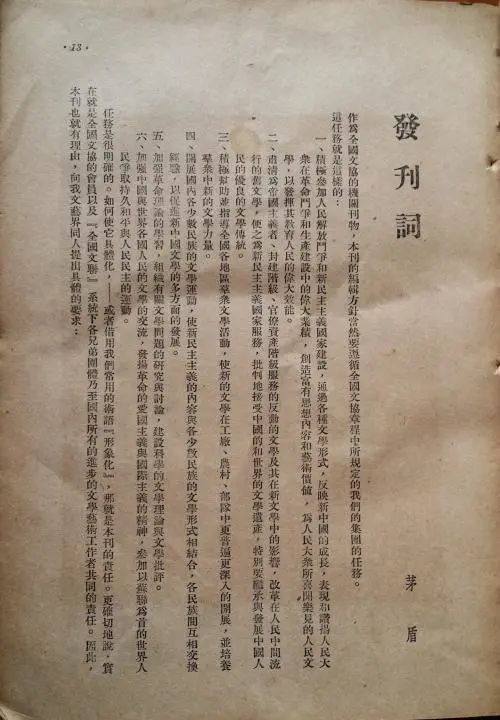 ·13·
發刊詞
茅盾
作為全國文協的機關刊物，本刊的編輯方針當然要遵循全國文協章程中所規定的我們的集團的任務。
這任務就是這樣的：
一、積極參加人民解放鬥爭和新民主主義國家建設，通過各種文學形式，反映新中國的成長，表現和讚揚人民大
衆在革命鬥爭和生產建設中的偉大業績，創造富有思想內容和藝術價値，為人民大衆所喜聞樂見的人民文
學，以發揮其教育人民的偉大效能。
二、肅清為帝國主義者、封建階級、官僚資產階級服務的反動的文學及其在新文學中的影響，改革在人民中間流
行的舊文學，使之為新民主主義國家服務，批判地接受中國的和世界的文學遺產，特別要繼承與發展中國人
民的優良的文學傳統。
三、積極幫助並指導全國各地區羣衆文學活動，使新的文學在工廠、農村、部隊中更普遍更深入的開展，並培養
羣衆中新的文學力量。
四、開展國內各少數民族的文學運動，使新民主主義的內容與各少數民族的文學形式相結合，各民族間互相交換
經驗，以促進新中國文學的多方面的發展。
五、加強革命理論的學習，組織有關文學問題的研究與討論，建設科學的文學理論與文學批評。
六、加強中國與世界各國人民的文學的交流，發揚革命的愛國主義與國際主義的精神，參加以蘇聯為首的世界人
民爭取持久和平與人民民主的運動。
任務是很明確的。如何使它具體化，——或者借用我們常用的術語『形象化』，那就是本刊的責任。更確切地說，實
在就是全國文協的會員以及『全國文聯』系統下各兄弟團體乃至國內所有的進步的文學藝術工作者共同的責任。因此，
本刊也就有理由，向我文藝界同人提出具體的要求：